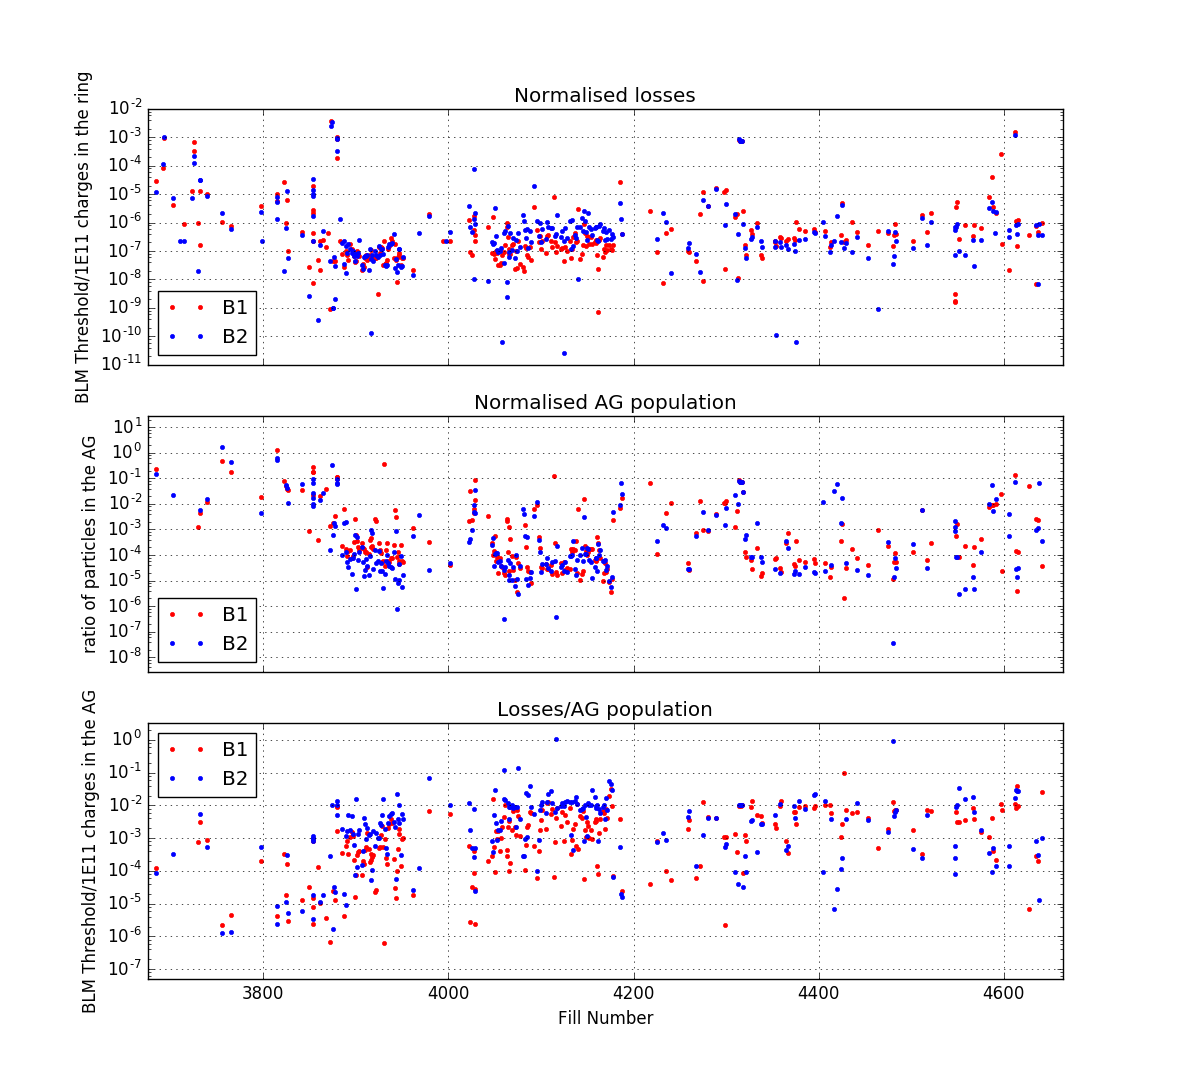 Normalised losses
BLM Threshold/1E11 charges in the ring
10^-2
10^-3
10^-4
10^-5
10^-6
10^-7
10^-8
10^-9
10^-10
10^-11
B1
B2
Normalised AG population
ratio of particles in the AG
10^1
10^0
10^-1
10^-2
10^-3
10^-4
10^-5
10^-6
10^-7
10^-8
B1
B2
Losses/AG population
BLM Threshold/1E11 charges in the AG
10^0
10^-1
10^-2
10^-3
10^-4
10^-5
10^-6
10^-7
B1
B2
3800 4000 4200 4400 4600
Fill Number